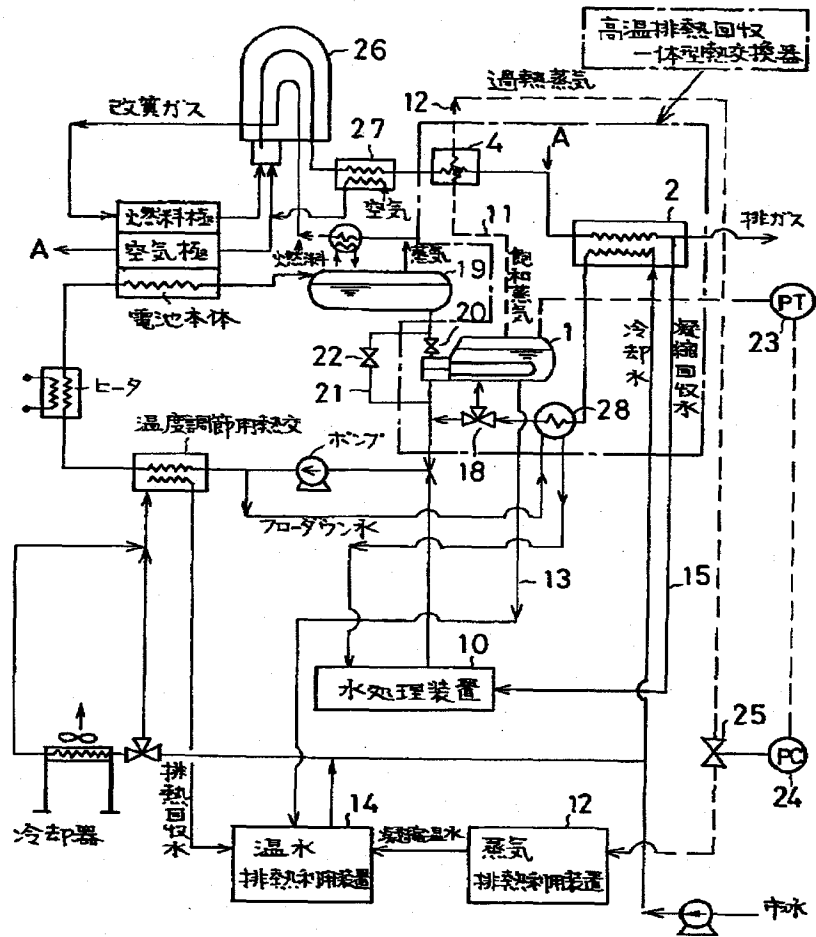 高温排熱回収
一体型熱交換器
26
過熱蒸気
12
改質ガス
27
4
A
2
空気
11
排ガス
燃料極
空気極
A
燃料
蒸気
19
飽和蒸気
電池本体
20
1
PT
23
22
21
冷却水
凝縮回収水
ヒータ
28
18
温度調節用熱交
ポンプ
ブローダウン水
13
15
10
水処理装置
25
PC
24
排熱回収水
冷却器
14
12
温水
排熱利用装置
凝縮温水
蒸気
排熱利用装置
市水